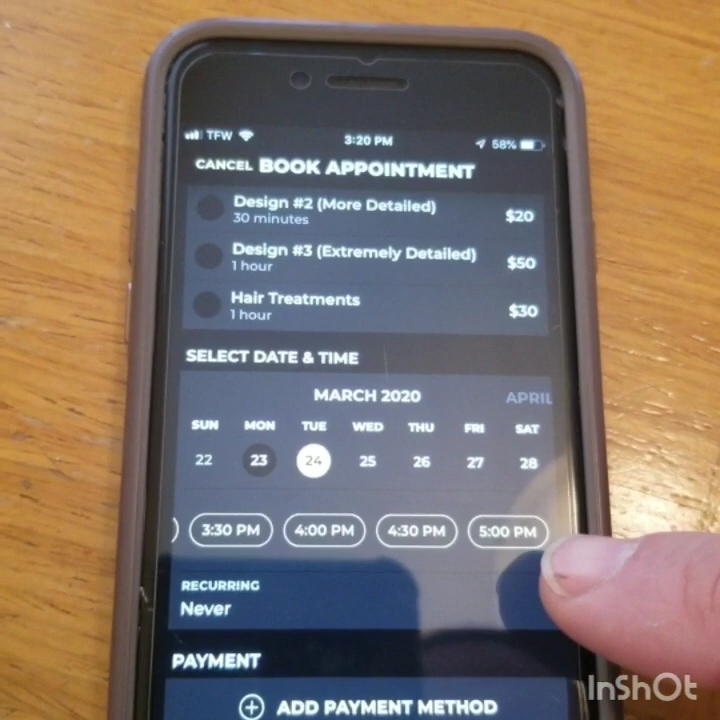 TFW 3:20 PM 58%
CANCEL BOOK APPOINTMENT
Design #2 (More Detailed)
30 minutes
$20
Design #3 (Extremely Detailed)
1 hour
$50
Hair Treatments
1 hour
$30
SELECT DATE & TIME
MARCH 2020 APRIL
SUN MON TUE WED THU FRI SAT
22 23 24 25 26 27 28
3:30 PM 4:00 PM 4:30 PM 5:00 PM
RECURRING
Never
PAYMENT
ADD PAYMENT METHOD
InShOt